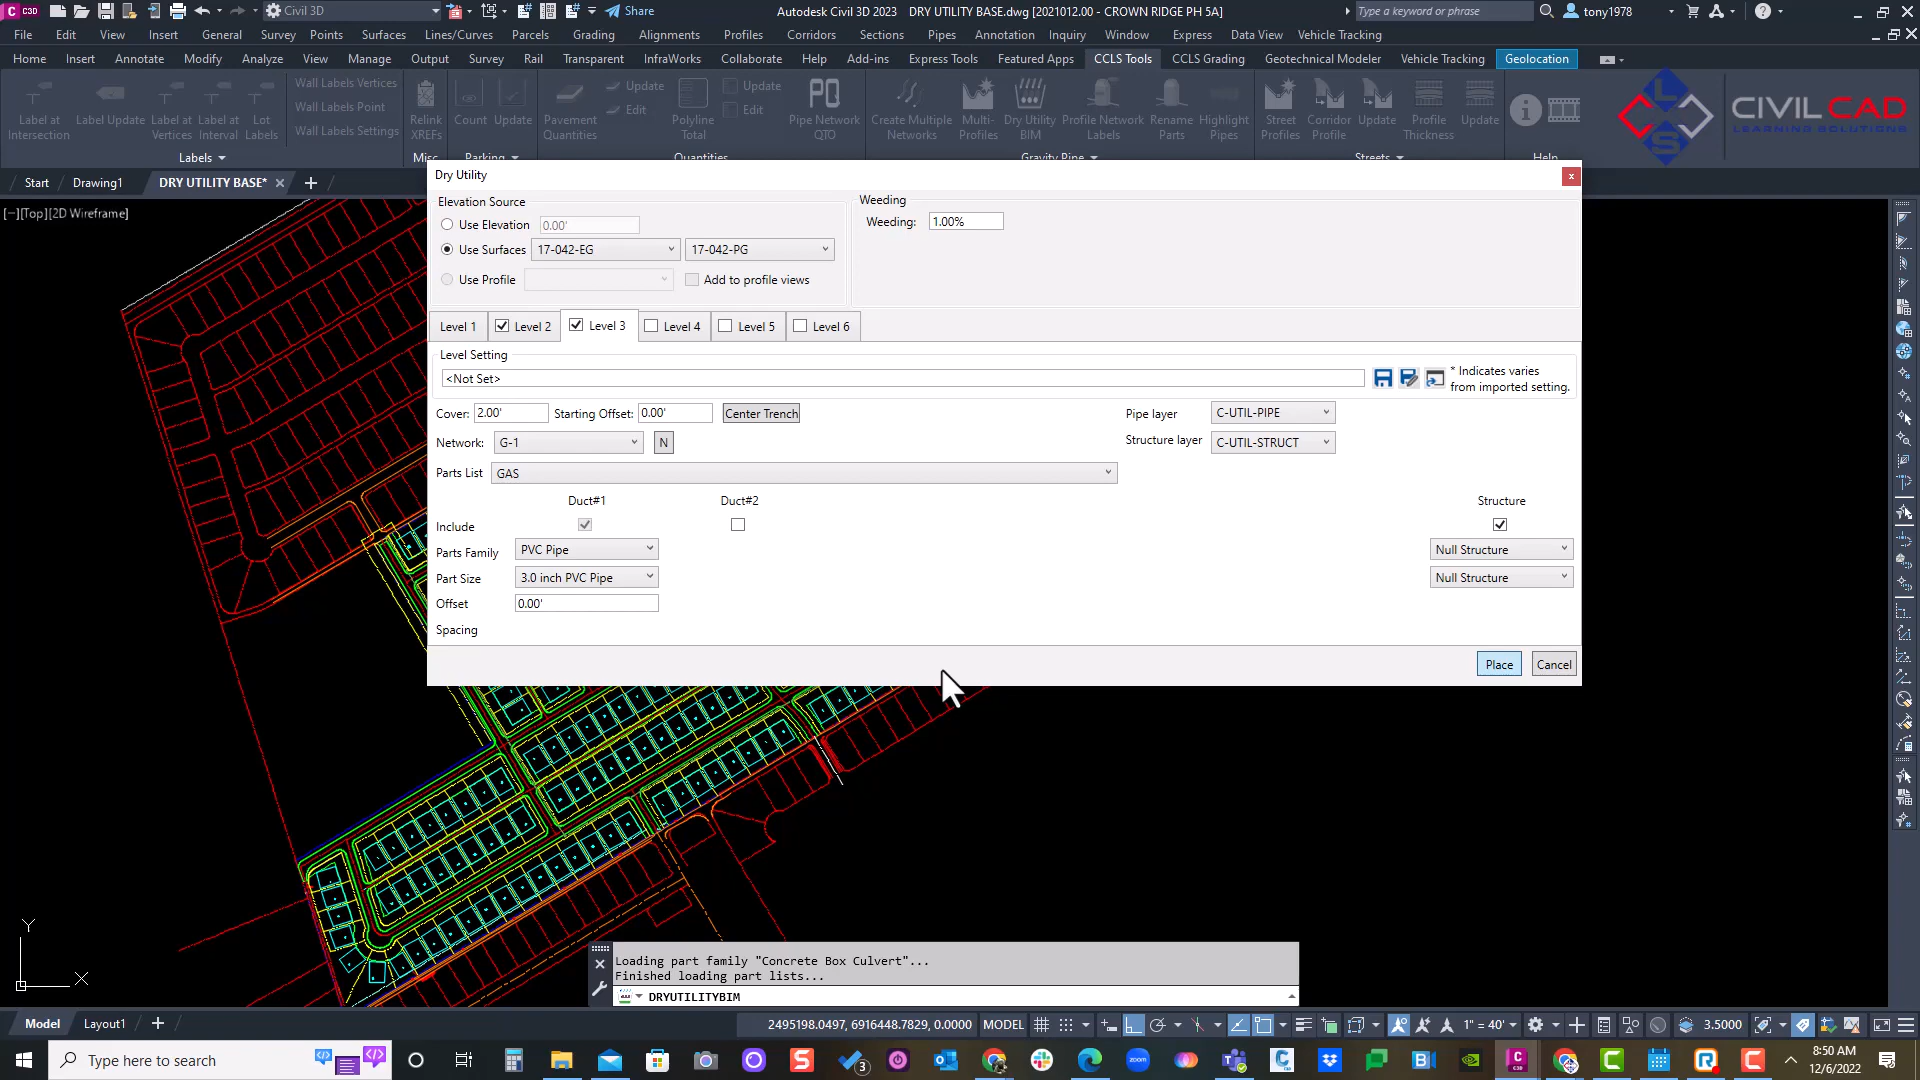 C3D
Civil 3D
Share
Autodesk Civil 3D 2023   DRY UTILITY BASE.dwg [2021012.00 - CROWN RIDGE PH 5A]
Type a keyword or phrase
tony1978
File Edit View Insert General Survey Points Surfaces Lines/Curves Parcels Grading Alignments Profiles Corridors Sections Pipes Annotation Inquiry Window Express Data View Vehicle Tracking
Home Insert Annotate Modify Analyze View Manage Output Survey Rail Transparent InfraWorks Collaborate Help Add-ins Express Tools Featured Apps CCLS Tools CCLS Grading Geotechnical Modeler Vehicle Tracking Geolocation
Label at Intersection
Label Update
Label at Vertices
Label at Interval
Lot Labels
Wall Labels Vertices
Wall Labels Point
Wall Labels Settings
Labels
Relink XREFs
Misc
Count
Update
Parking
Pavement Quantities
Update
Edit
Polyline Total
Update
Edit
PQ
Pipe Network QTO
Quantities
Create Multiple Networks
Multi-Profiles
Dry Utility BIM
Profile Network Labels
Rename Parts
Highlight Pipes
Gravity Pipe
Street Profiles
Corridor Profile
Update
Profile Thickness
Update
Streets
Help
L
C
S
CIVIL CAD
LEARNING SOLUTIONS
Start
Drawing1
DRY UTILITY BASE*
[−][Top][2D Wireframe]
Dry Utility
x
Elevation Source
Use Elevation 0.00'
Use Surfaces 17-042-EG 17-042-PG
Use Profile
Add to profile views
Weeding
Weeding: 1.00%
Level 1 Level 2 Level 3 Level 4 Level 5 Level 6
Level Setting
<Not Set>
* Indicates varies
from imported setting.
Cover: 2.00' Starting Offset: 0.00' Center Trench
Pipe layer C-UTIL-PIPE
Network: G-1 N
Structure layer C-UTIL-STRUCT
Parts List GAS
Duct#1 Duct#2 Structure
Include
Parts Family PVC Pipe Null Structure
Part Size 3.0 inch PVC Pipe Null Structure
Offset 0.00'
Spacing
Place Cancel
Y
X
Loading part family "Concrete Box Culvert"...
Finished loading part lists...
DRYUTILITYBIM
Model Layout1
2495198.0497, 6916448.7829, 0.0000 MODEL 1" = 40' 3.5000
Type here to search
3
zoom
8:50 AM
12/6/2022